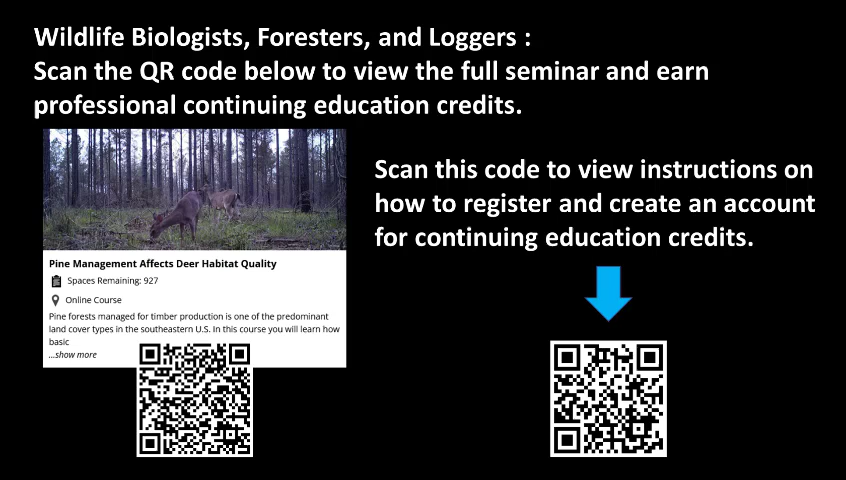 Wildlife Biologists, Foresters, and Loggers :
Scan the QR code below to view the full seminar and earn
professional continuing education credits.
Pine Management Affects Deer Habitat Quality
Spaces Remaining: 927
Online Course
Pine forests managed for timber production is one of the predominant
land cover types in the southeastern U.S. In this course you will learn how
basic
...show more
Scan this code to view instructions on
how to register and create an account
for continuing education credits.